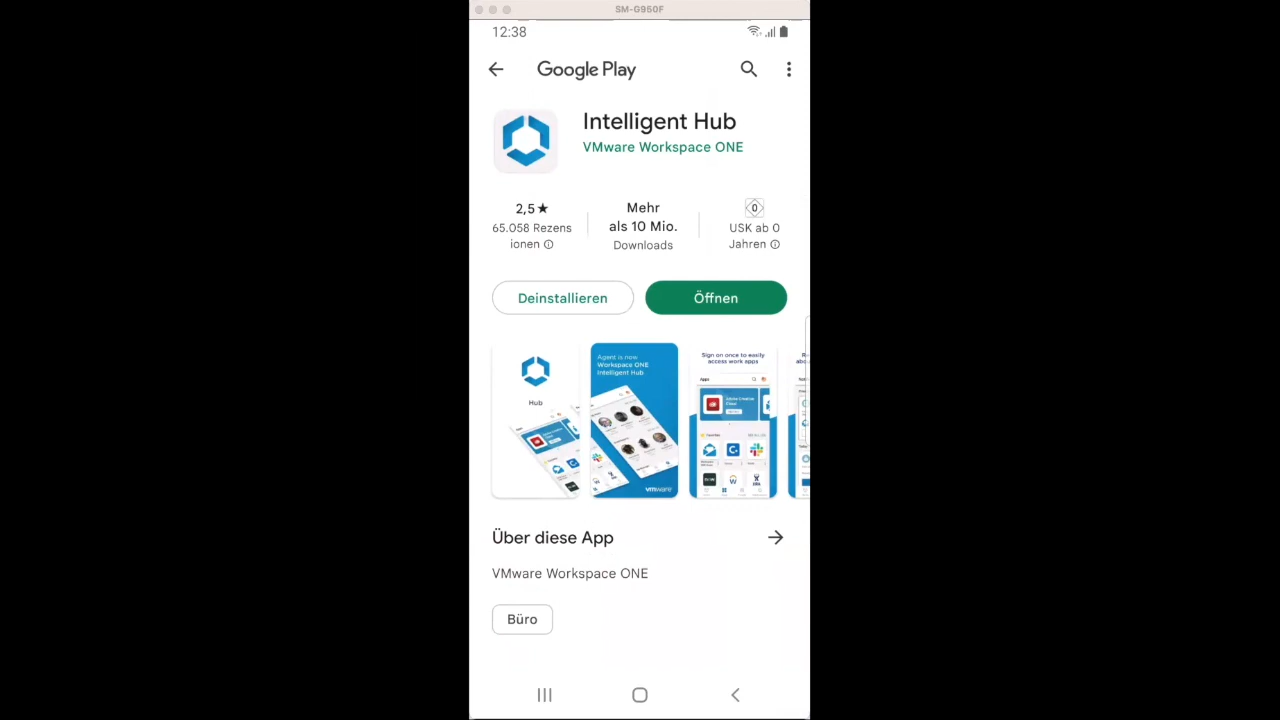 SM-G950F
12:38
Google Play
Intelligent Hub
VMware Workspace ONE
2,5★
65.058 Rezens
ionen
Mehr
als 10 Mio.
Downloads
0
USK ab 0
Jahren
Deinstallieren
Öffnen
Hub
Agent is now
Workspace ONE
Intelligent Hub
vmware
Sign on once to easily
access work apps
Apps
Über diese App
VMware Workspace ONE
Büro